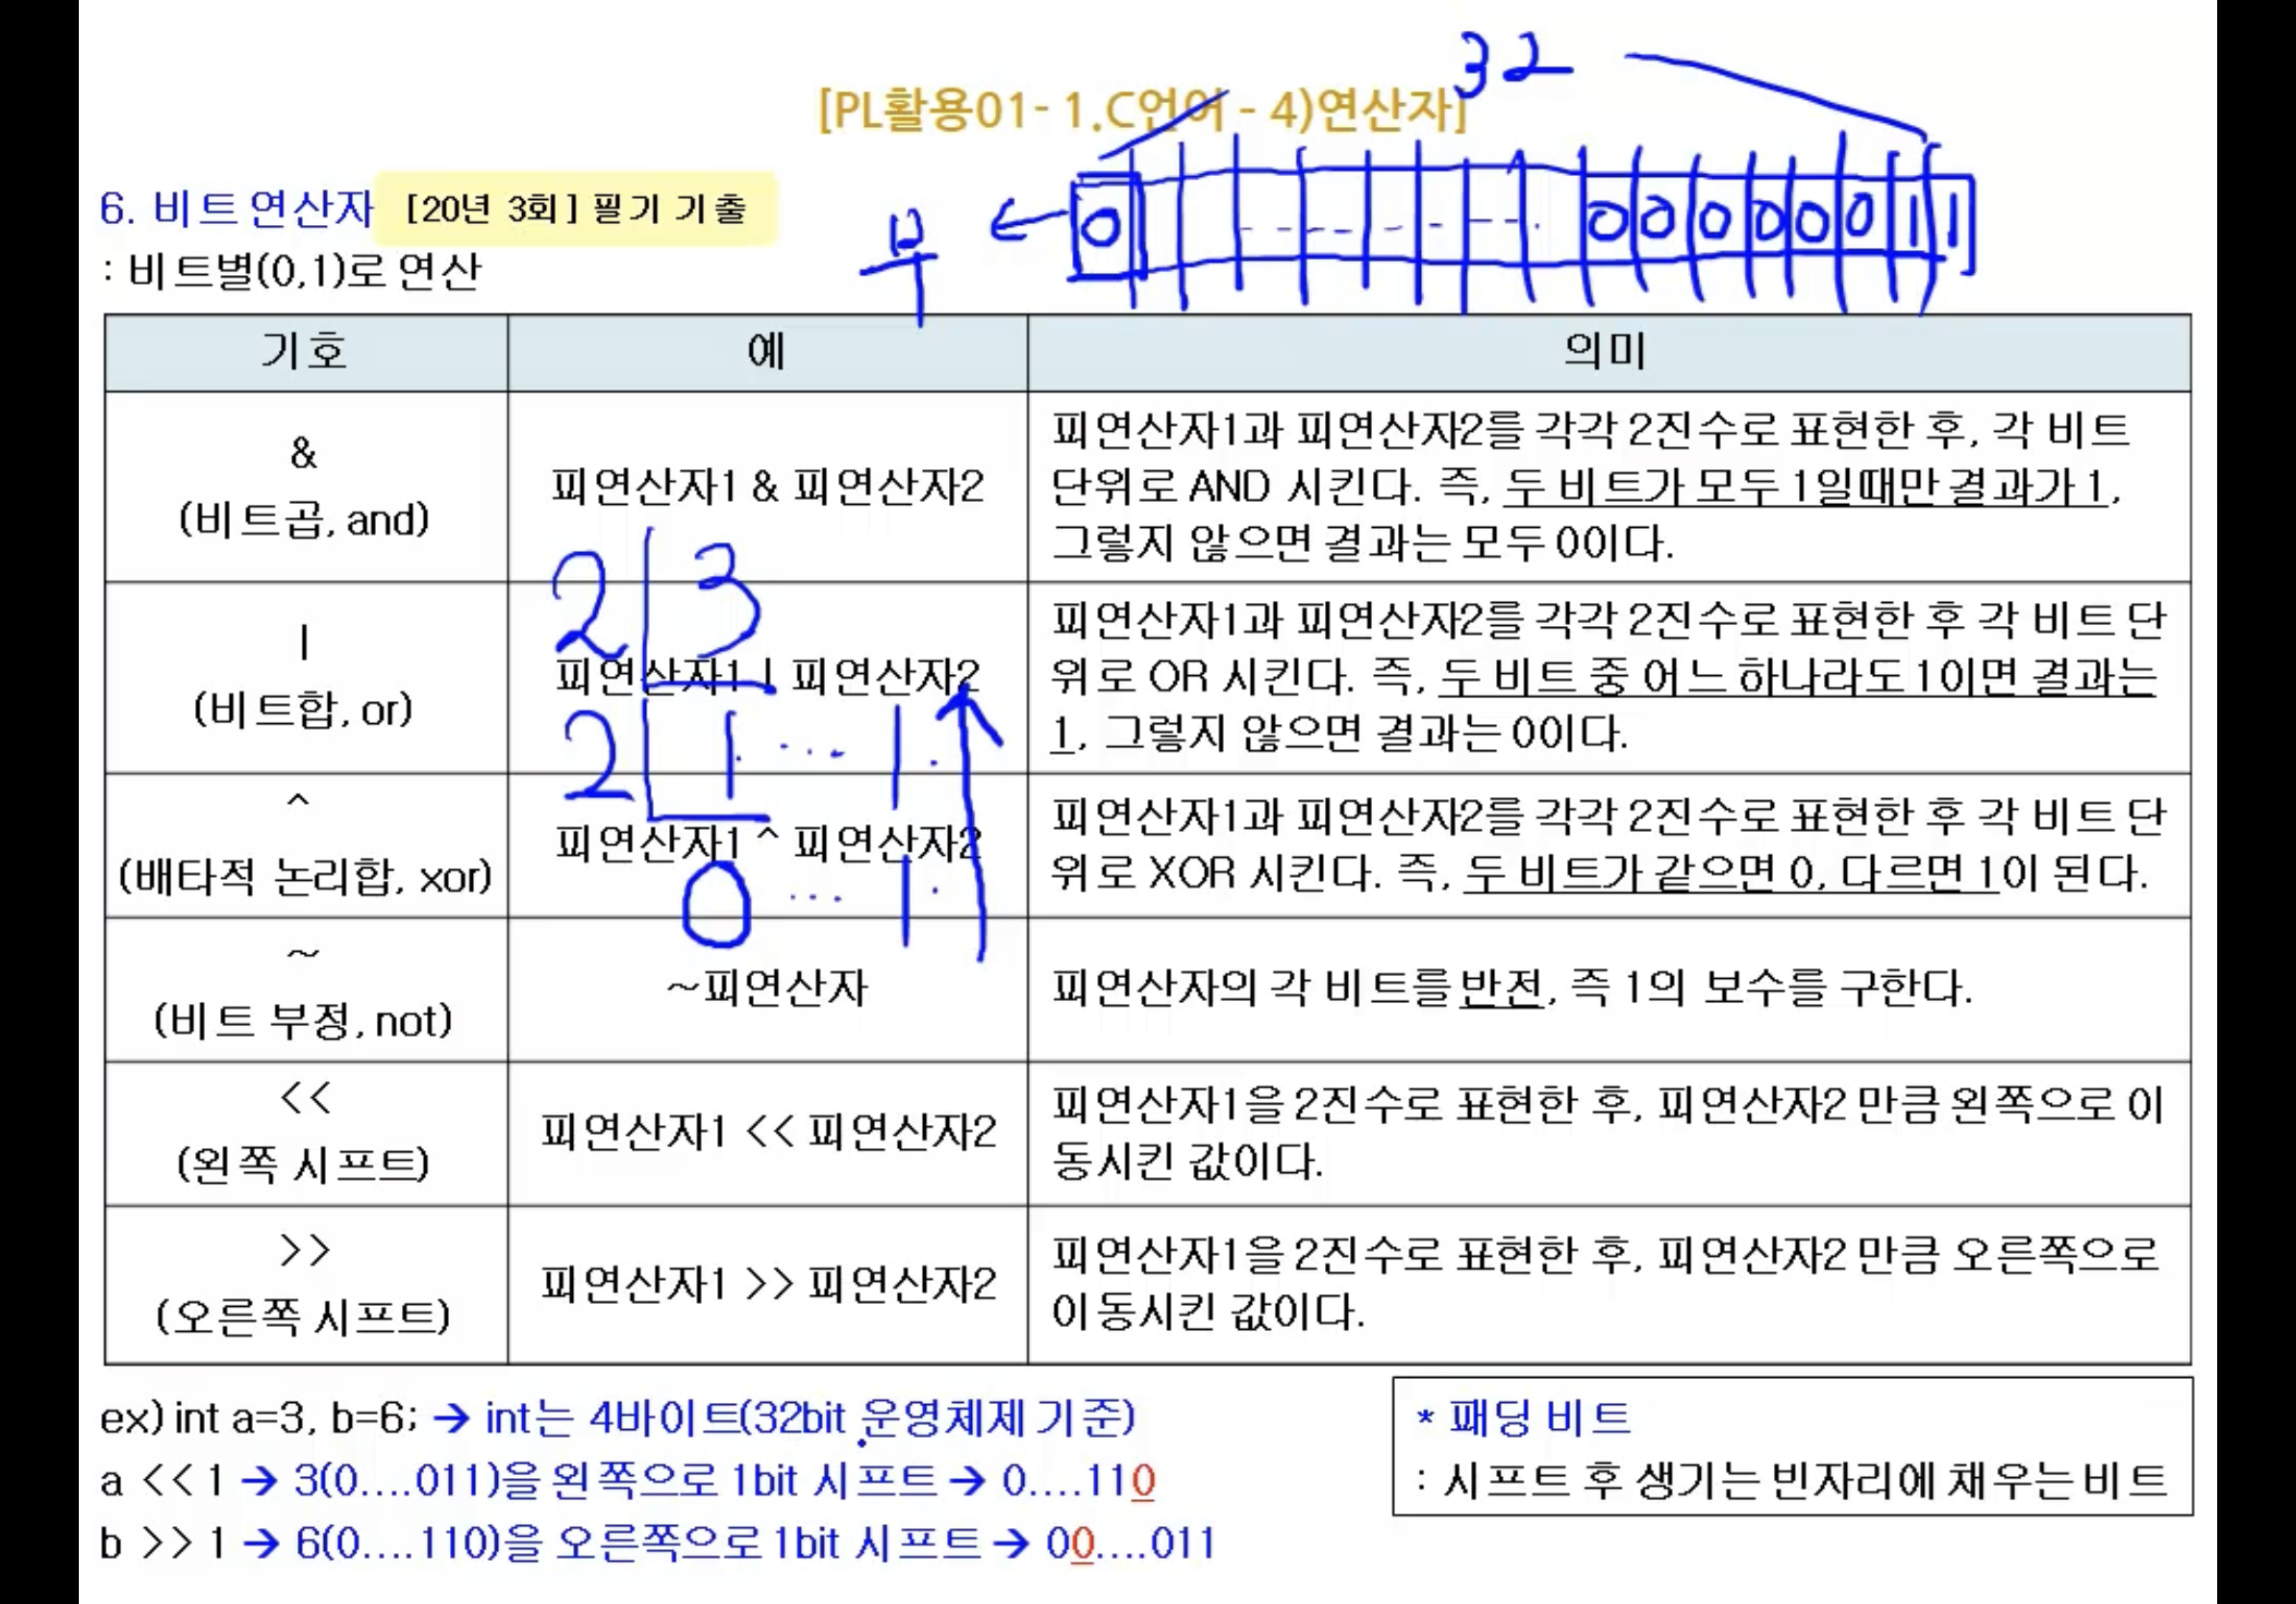 32
[PL활용01- 1.C언어 - 4)연산자]
6. 비트 연산자 [20년 3회] 필기 기출
부 0 0 0 0 0 0 0 1 1
: 비트별(0,1)로 연산
기호 예 의미
&
(비트곱, and)
피연산자1 & 피연산자2
피연산자1과 피연산자2를 각각 2진수로 표현한 후, 각 비트
단위로 AND 시킨다. 즉, 두 비트가 모두 1일때만 결과가 1,
그렇지 않으면 결과는 모두 0이다.
2 3
|
(비트합, or)
피연산자1 | 피연산자2
피연산자1과 피연산자2를 각각 2진수로 표현한 후 각 비트 단
위로 OR 시킨다. 즉, 두 비트 중 어느 하나라도 1이면 결과는
1, 그렇지 않으면 결과는 0이다.
2 1 ... 1
^
(배타적 논리합, xor)
피연산자1 ^ 피연산자2
피연산자1과 피연산자2를 각각 2진수로 표현한 후 각 비트 단
위로 XOR 시킨다. 즉, 두 비트가 같으면 0, 다르면 1이 된다.
0 ... 1
~
(비트 부정, not)
~피연산자
피연산자의 각 비트를 반전, 즉 1의 보수를 구한다.
<<
(왼쪽 시프트)
피연산자1 << 피연산자2
피연산자1을 2진수로 표현한 후, 피연산자2 만큼 왼쪽으로 이
동시킨 값이다.
>>
(오른쪽 시프트)
피연산자1 >> 피연산자2
피연산자1을 2진수로 표현한 후, 피연산자2 만큼 오른쪽으로
이동시킨 값이다.
ex) int a=3, b=6; → int는 4바이트(32bit 운영체제 기준)
a << 1 → 3(0....011)을 왼쪽으로 1bit 시프트 → 0....110
b >> 1 → 6(0....110)을 오른쪽으로 1bit 시프트 → 00....011
* 패딩 비트
: 시프트 후 생기는 빈자리에 채우는 비트